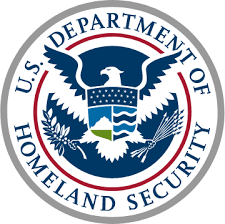 U.S. DEPARTMENT OF
HOMELAND SECURITY